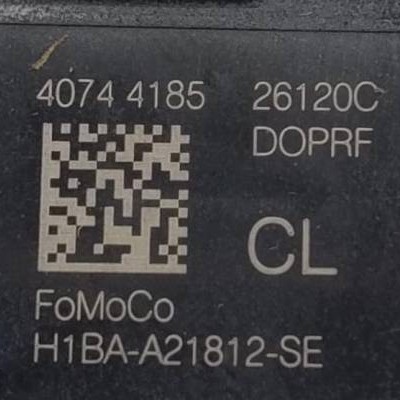 4074 4185 26120C
DOPRF
CL
FoMoCo
H1BA-A21812-SE